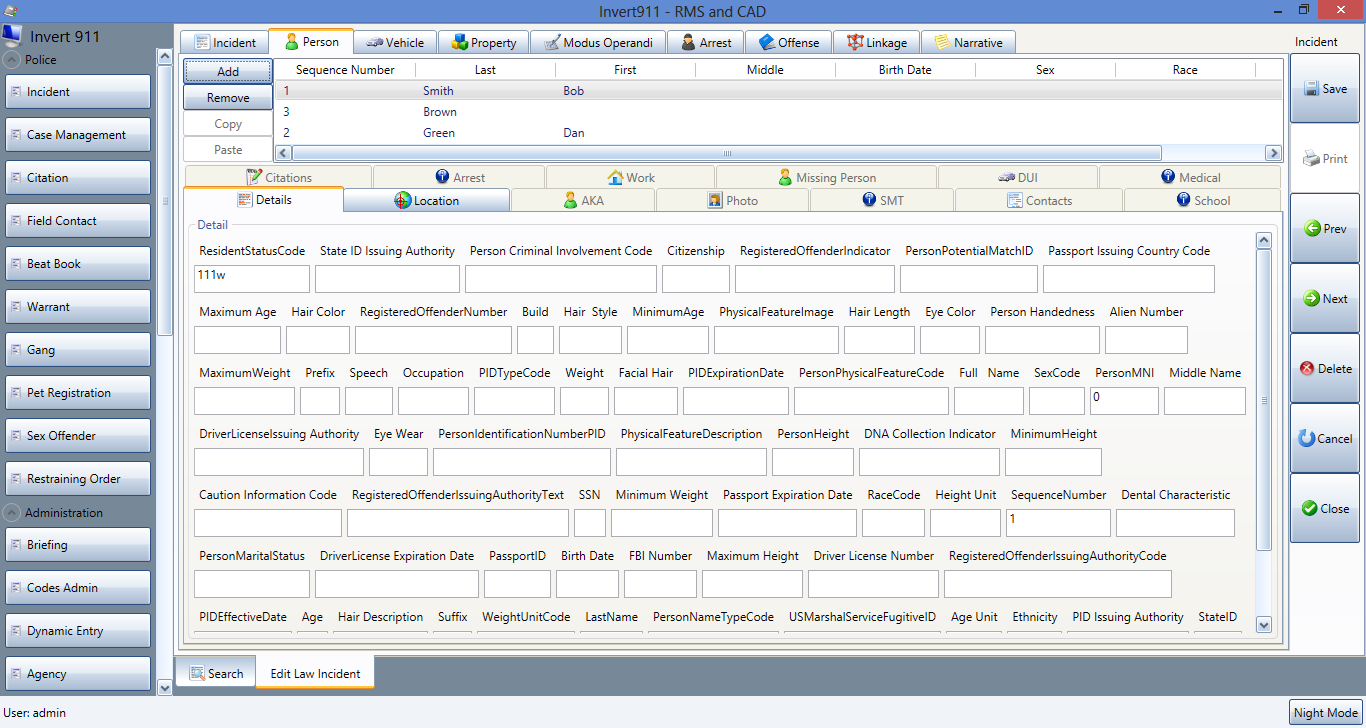 Invert911 - RMS and CAD
Invert 911
Police
Incident
Case Management
Citation
Field Contact
Beat Book
Warrant
Gang
Pet Registration
Sex Offender
Restraining Order
Administration
Briefing
Codes Admin
Dynamic Entry
Agency
Incident Person Vehicle Property Modus Operandi Arrest Offense Linkage Narrative
Add
Remove
Copy
Paste
Sequence Number Last First Middle Birth Date Sex Race
1 Smith Bob
3 Brown
2 Green Dan
Citations Arrest Work Missing Person DUI Medical
Details Location AKA Photo SMT Contacts School
Detail
ResidentStatusCode State ID Issuing Authority Person Criminal Involvement Code Citizenship RegisteredOffenderIndicator PersonPotentialMatchID Passport Issuing Country Code
111w
Maximum Age Hair Color RegisteredOffenderNumber Build Hair Style MinimumAge PhysicalFeatureImage Hair Length Eye Color Person Handedness Alien Number
MaximumWeight Prefix Speech Occupation PIDTypeCode Weight Facial Hair PIDExpirationDate PersonPhysicalFeatureCode Full Name SexCode PersonMNI Middle Name
0
DriverLicenseIssuing Authority Eye Wear PersonIdentificationNumberPID PhysicalFeatureDescription PersonHeight DNA Collection Indicator MinimumHeight
Caution Information Code RegisteredOffenderIssuingAuthorityText SSN Minimum Weight Passport Expiration Date RaceCode Height Unit SequenceNumber Dental Characteristic
1
PersonMaritalStatus DriverLicense Expiration Date PassportID Birth Date FBI Number Maximum Height Driver License Number RegisteredOffenderIssuingAuthorityCode
PIDEffectiveDate Age Hair Description Suffix WeightUnitCode LastName PersonNameTypeCode USMarshalServiceFugitiveID Age Unit Ethnicity PID Issuing Authority StateID
Incident
Save
Print
Prev
Next
Delete
Cancel
Close
Search Edit Law Incident
User: admin
Night Mode